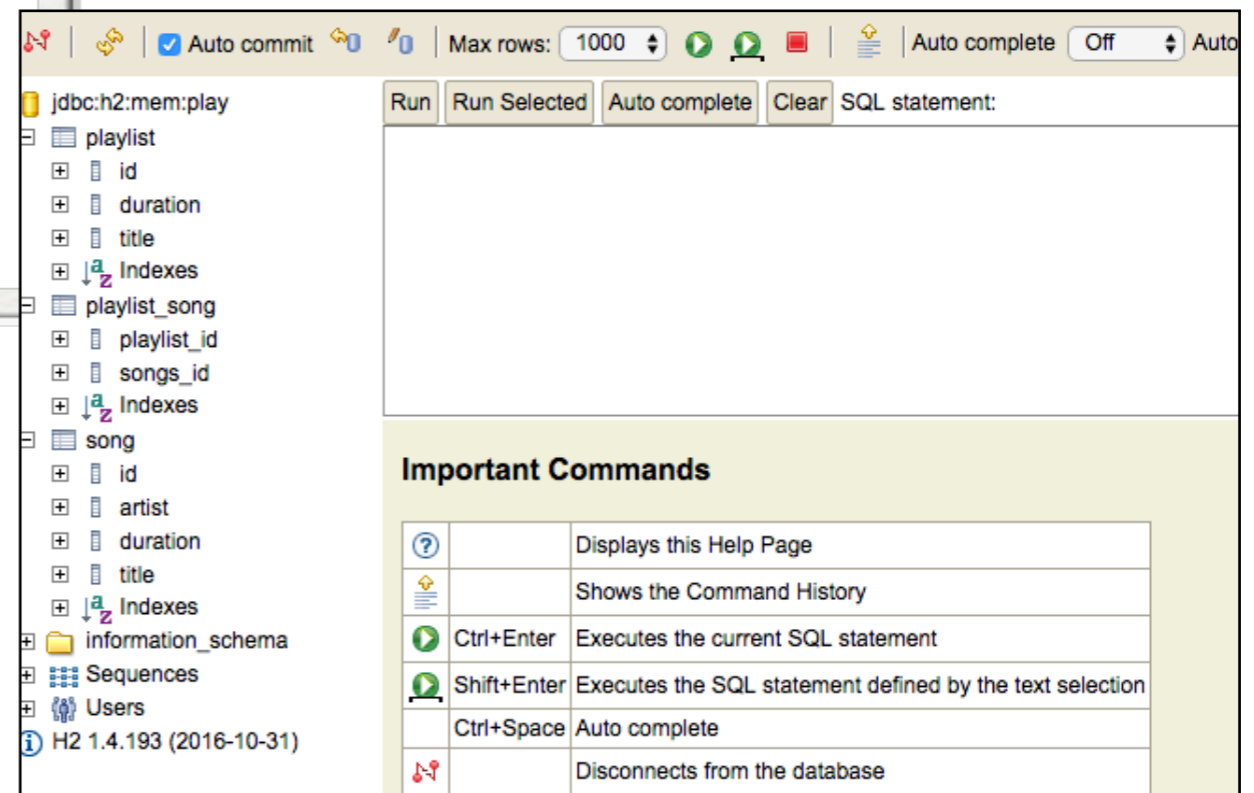 Auto commit Max rows: 1000 Auto complete Off Auto
jdbc:h2:mem:play
playlist
id
duration
title
Indexes
playlist_song
playlist_id
songs_id
Indexes
song
id
artist
duration
title
Indexes
information_schema
Sequences
Users
H2 1.4.193 (2016-10-31)
Run Run Selected Auto complete Clear SQL statement:
Important Commands
Displays this Help Page
Shows the Command History
Ctrl+Enter Executes the current SQL statement
Shift+Enter Executes the SQL statement defined by the text selection
Ctrl+Space Auto complete
Disconnects from the database